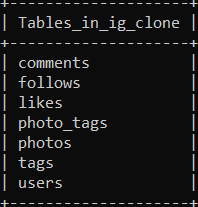 +--------------------+
| Tables_in_ig_clone |
+--------------------+
| comments
| follows
| likes
| photo_tags
| photos
| tags
| users
+--------------------+